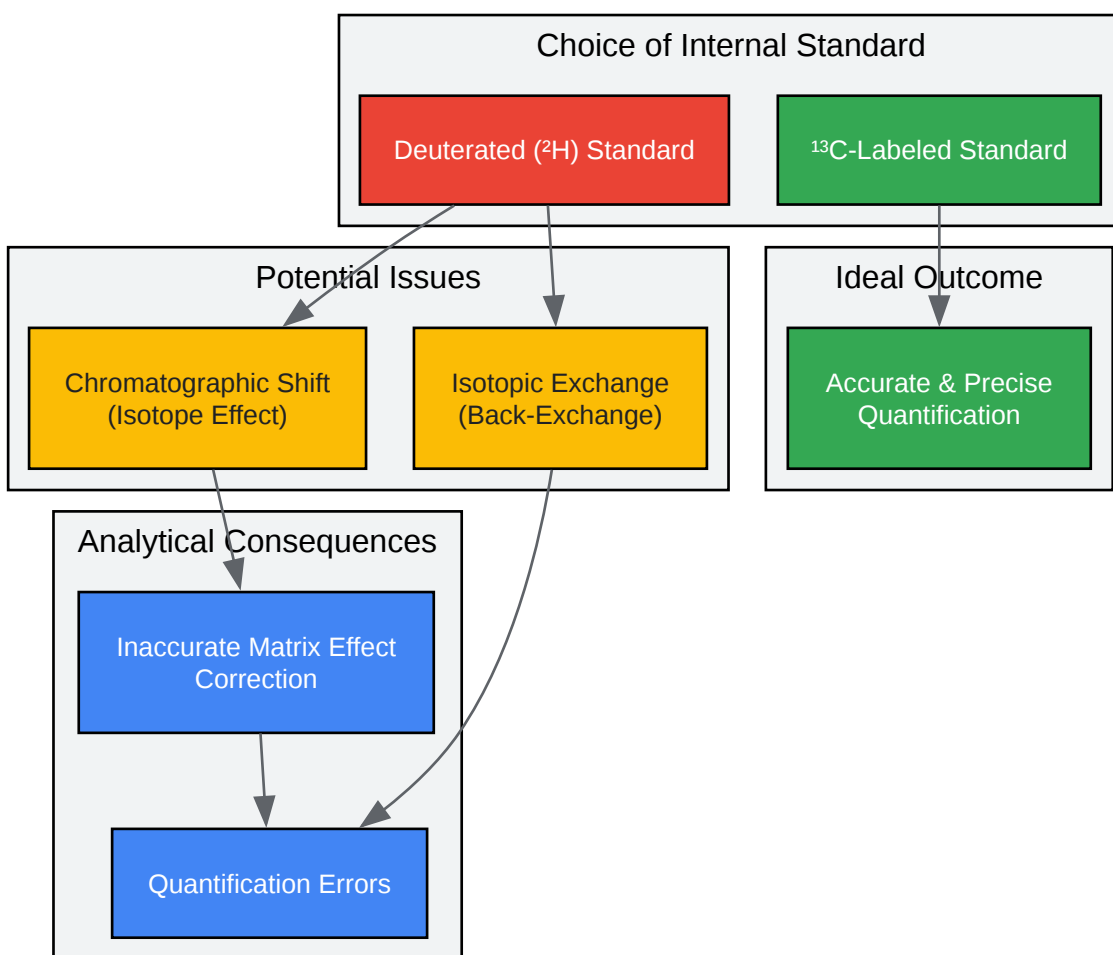 Choice of Internal Standard
Deuterated (²H) Standard
¹³C-Labeled Standard
Potential Issues
Ideal Outcome
Chromatographic Shift
(Isotope Effect)
Isotopic Exchange
(Back-Exchange)
Accurate & Precise
Quantification
Analytical Consequences
Inaccurate Matrix Effect
Correction
Quantification Errors